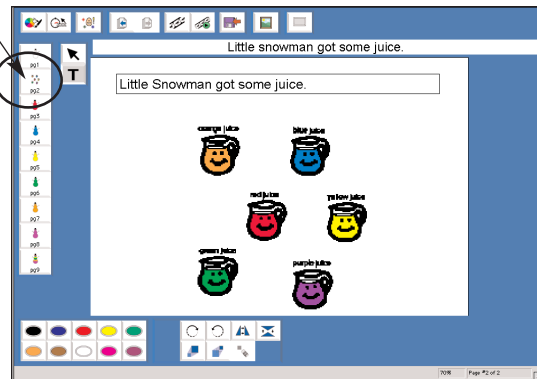 Little snowman got some juice.
pg1
T
pg2
Little Snowman got some juice.
pg3
orange juice
blue juice
pg4
pg5
pg6
red juice
yellow juice
pg7
pg8
green juice
purple juice
pg9
70% Page #2 of 2